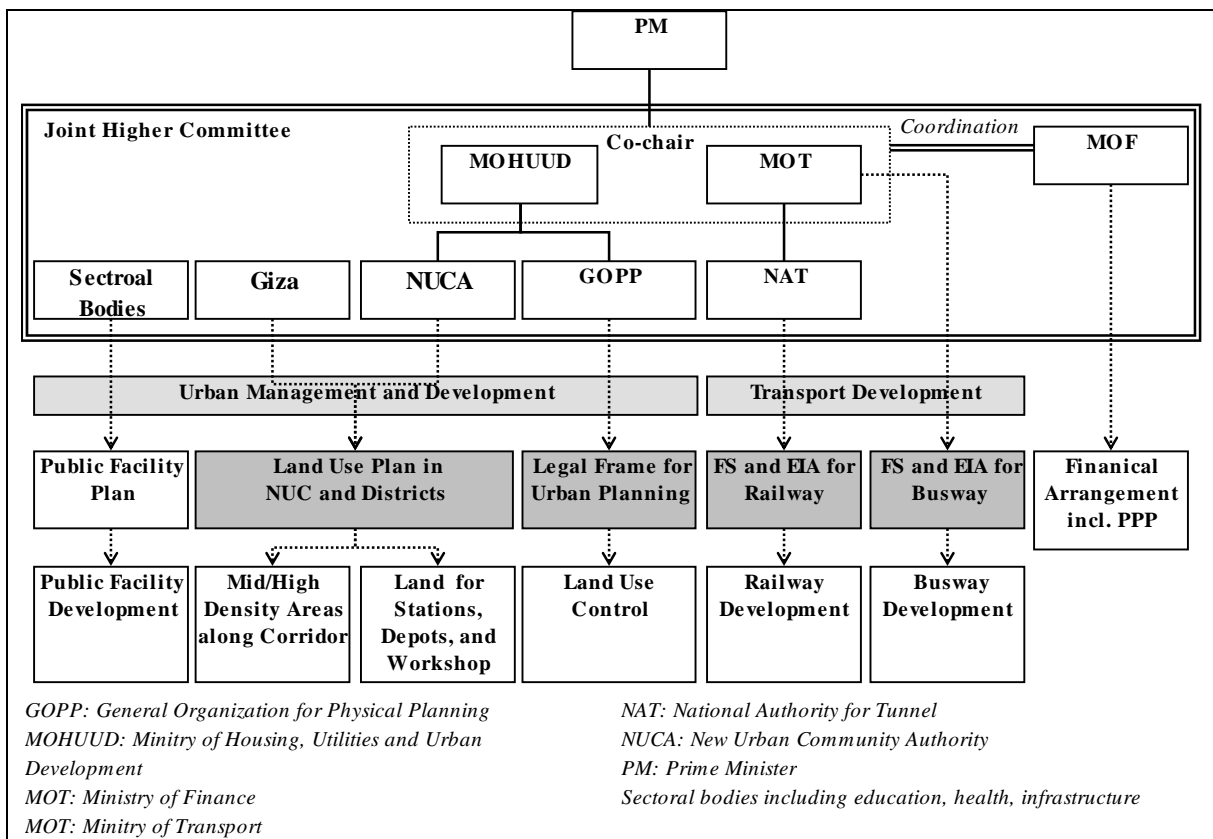 PM
Joint Higher Committee
Coordination
Co-chair
MOHUUD
MOT
MOF
Sectroal
Bodies
Giza
NUCA
GOPP
NAT
Urban Management and Development
Transport Development
Public Facility
Plan
Land Use Plan in
NUC and Districts
Legal Frame for
Urban Planning
FS and EIA for
Railway
FS and EIA for
Busway
Finanical
Arrangement
incl. PPP
Public Facility
Development
Mid/High
Density Areas
along Corridor
Land for
Stations,
Depots, and
Workshop
Land Use
Control
Railway
Development
Busway
Development
GOPP: General Organization for Physical Planning
MOHUUD: Minitry of Housing, Utilities and Urban
Development
MOT: Ministry of Finance
MOT: Minitry of Transport
NAT: National Authority for Tunnel
NUCA: New Urban Community Authority
PM: Prime Minister
Sectoral bodies including education, health, infrastructure